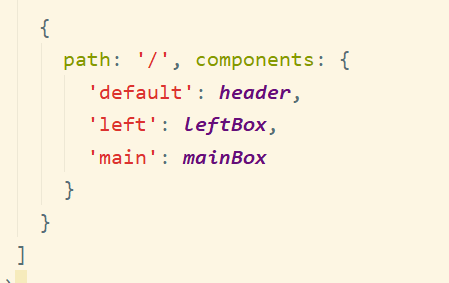 {
path: '/', components: {
'default': header,
'left': leftBox,
'main': mainBox
}
}
]